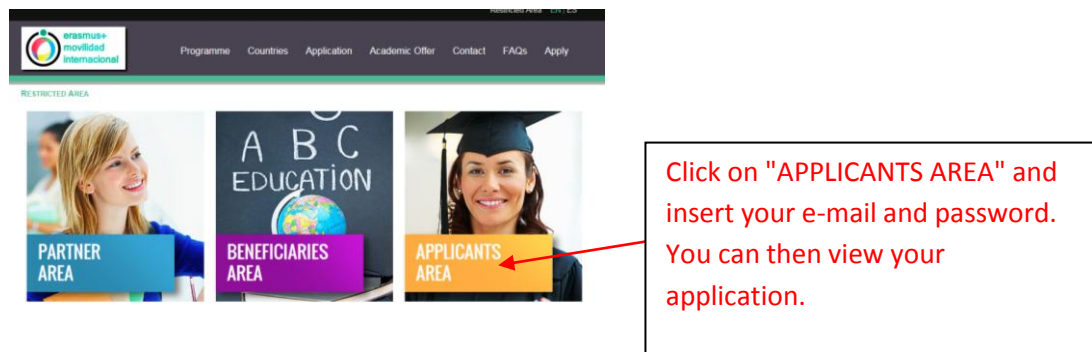 Restricted Area EN | ES
erasmus+
movilidad
internacional
Programme Countries Application Academic Offer Contact FAQs Apply
RESTRICTED AREA
A B C
EDUCATION
PARTNER
AREA
BENEFICIARIES
AREA
APPLICANTS
AREA
Click on "APPLICANTS AREA" and
insert your e-mail and password.
You can then view your
application.